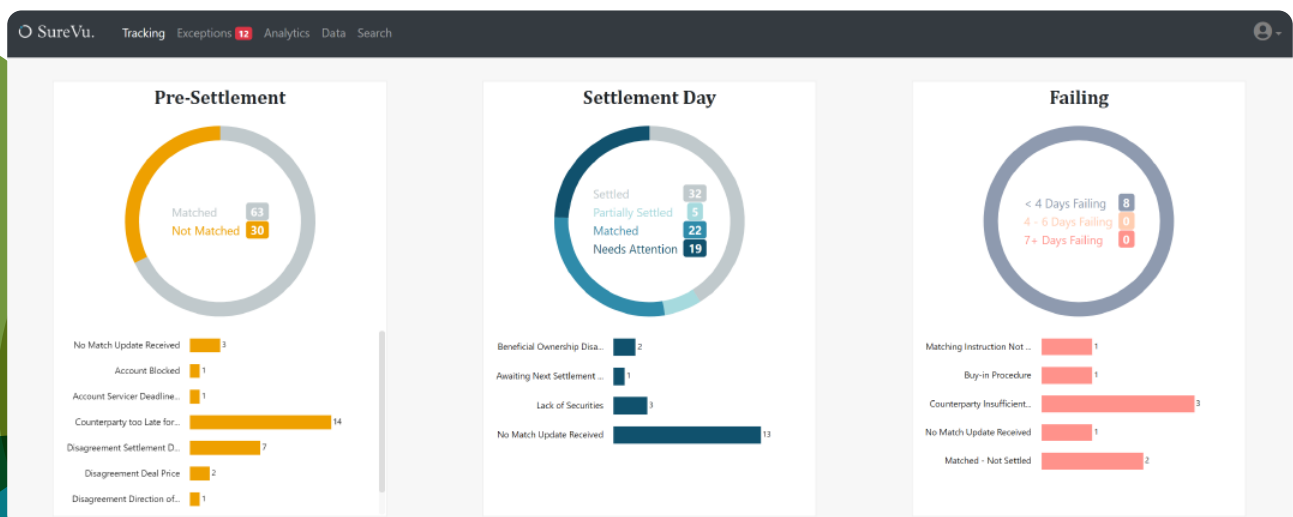 SureVu. Tracking Exceptions 12 Analytics Data Search
Pre-Settlement
Matched 63
Not Matched 30
No Match Update Received 3
Account Blocked 1
Account Servicer Deadline... 1
Counterparty too Late for... 14
Disagreement Settlement D... 7
Disagreement Deal Price 2
Disagreement Direction of... 1
Settlement Day
Settled 32
Partially Settled 5
Matched 22
Needs Attention 19
Beneficial Ownership Disa... 2
Awaiting Next Settlement ... 1
Lack of Securities 3
No Match Update Received 13
Failing
< 4 Days Failing 8
4 - 6 Days Failing 0
7+ Days Failing 0
Matching Instruction Not ... 1
Buy-in Procedure 1
Counterparty Insufficient... 3
No Match Update Received 1
Matched - Not Settled 2